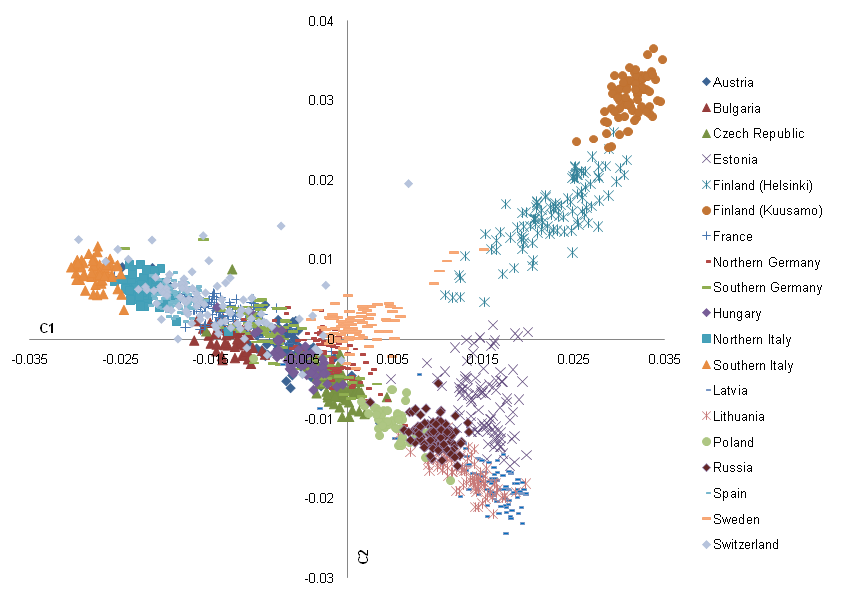 0.04
0.03
0.02
0.01
0
-0.01
-0.02
-0.03
C1
C2
-0.035
-0.025
-0.015
-0.005
0.005
0.015
0.025
0.035
Austria
Bulgaria
Czech Republic
Estonia
Finland (Helsinki)
Finland (Kuusamo)
France
Northern Germany
Southern Germany
Hungary
Northern Italy
Southern Italy
Latvia
Lithuania
Poland
Russia
Spain
Sweden
Switzerland